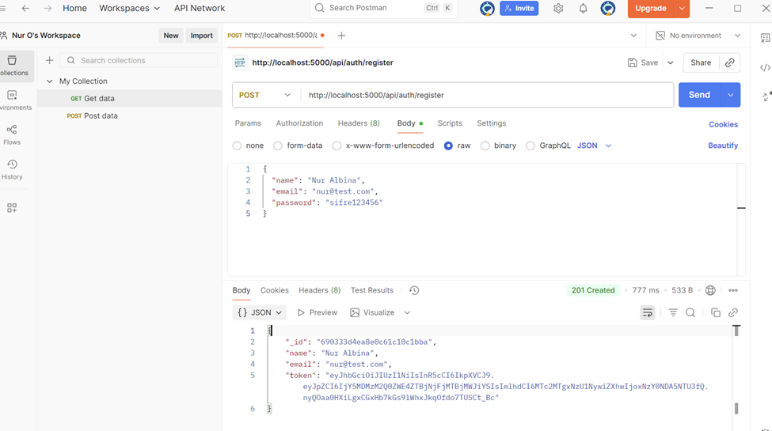 Home Workspaces API Network Search Postman Ctrl K Invite Upgrade
Nur O's Workspace New Import POST http://localhost:5000/a No environment
Search collections http://localhost:5000/api/auth/register Save Share
My Collection
GET Get data POST http://localhost:5000/api/auth/register Send
POST Post data
Flows
History
Params Authorization Headers (8) Body Scripts Settings Cookies
none form-data x-www-form-urlencoded raw binary GraphQL JSON Beautify
1 {
2 "name": "Nur Albina",
3 "email": "nur@test.com",
4 "password": "sifre123456"
5 }
Body Cookies Headers (8) Test Results 201 Created 777 ms 533 B
{} JSON Preview Visualize
1 {
2 "_id": "690333d4ea8e0c61c10c1bba",
3 "name": "Nur Albina",
4 "email": "nur@test.com",
5 "token": "eyJhbGciOiJIUzI1NiIsInR5cCI6IkpXVCJ9.
6 }